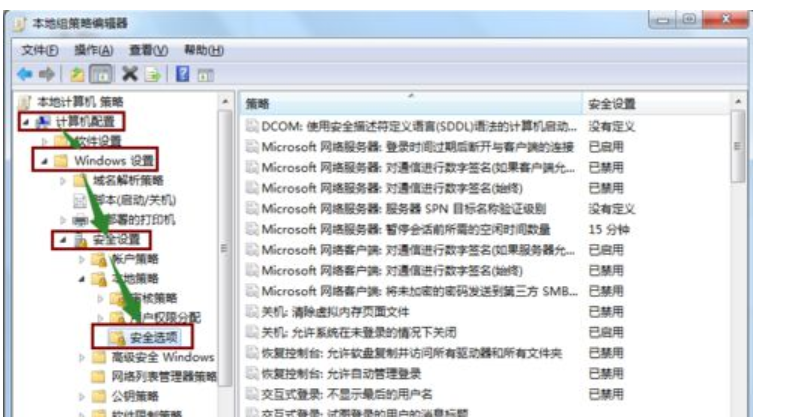 本地组策略编辑器
文件(F) 操作(A) 查看(V) 帮助(H)
本地计算机 策略
计算机配置
软件设置
Windows 设置
域名解析策略
脚本(启动/关机)
部署的打印机
安全设置
帐户策略
本地策略
审核策略
用户权限分配
安全选项
高级安全 Windows
网络列表管理器策略
公钥策略
软件限制策略
策略 安全设置
DCOM: 使用安全描述符定义语言(SDDL)语法的计算机启动... 没有定义
Microsoft 网络服务器: 登录时间过期后断开与客户端的连接 已启用
Microsoft 网络服务器: 对通信进行数字签名(如果客户端允... 已禁用
Microsoft 网络服务器: 对通信进行数字签名(始终) 已禁用
Microsoft 网络服务器: 服务器 SPN 目标名称验证级别 没有定义
Microsoft 网络服务器: 暂停会话前所需的空闲时间数量 15 分钟
Microsoft 网络客户端: 对通信进行数字签名(如果服务器允... 已启用
Microsoft 网络客户端: 对通信进行数字签名(始终) 已禁用
Microsoft 网络客户端: 将未加密的密码发送到第三方 SMB... 已禁用
关机: 清除虚拟内存页面文件 已禁用
关机: 允许系统在未登录的情况下关闭 已启用
恢复控制台: 允许软盘复制并访问所有驱动器和所有文件夹 已禁用
恢复控制台: 允许自动管理登录 已禁用
交互式登录: 不显示最后的用户名 已禁用
交互式登录: 试图登录的用户的消息标题